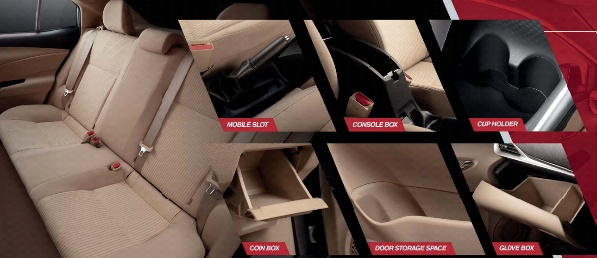 MOBILE SLOT
CONSOLE BOX
CUP HOLDER
COIN BOX
DOOR STORAGE SPACE
GLOVE BOX